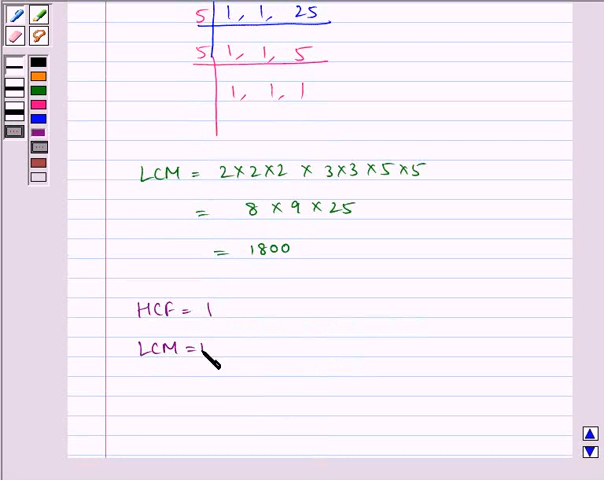 5 | 1, 1, 25
5 | 1, 1, 5
1, 1, 1
LCM = 2×2×2 × 3×3×5×5
= 8 × 9 × 25
= 1800
HCF = 1
LCM = 1